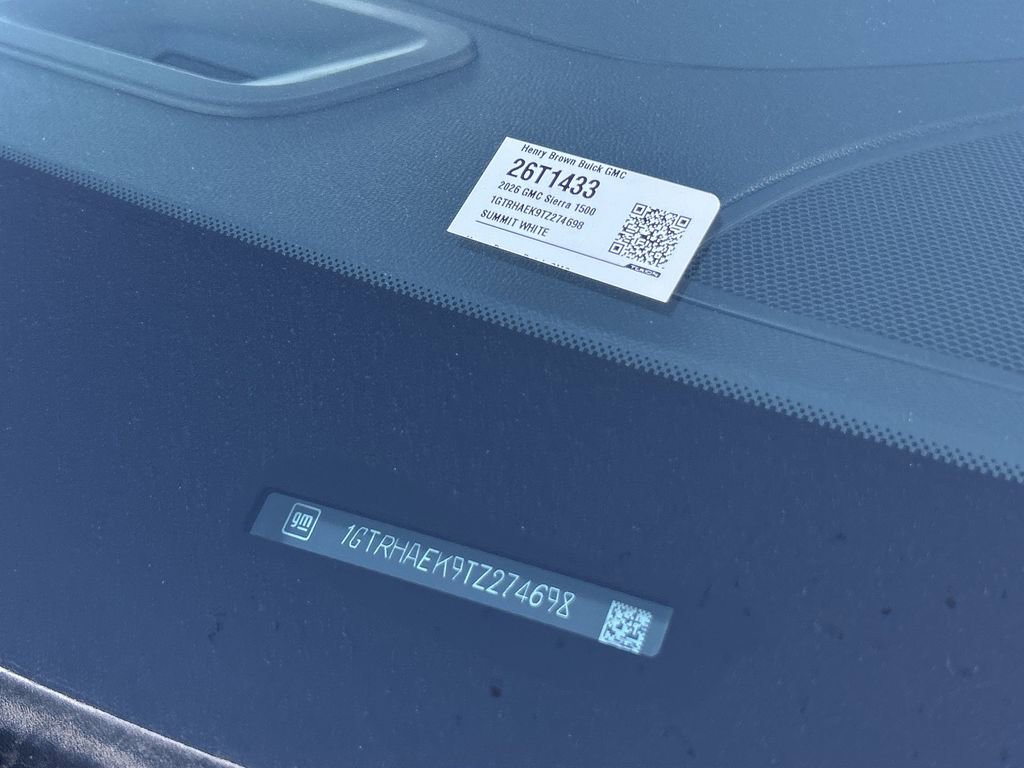 Henry Brown Buick GMC
26T1433
2026 GMC Sierra 1500
1GTRHAEK9TZ274698
SUMMIT WHITE
gm
1GTRHAEK9TZ274698